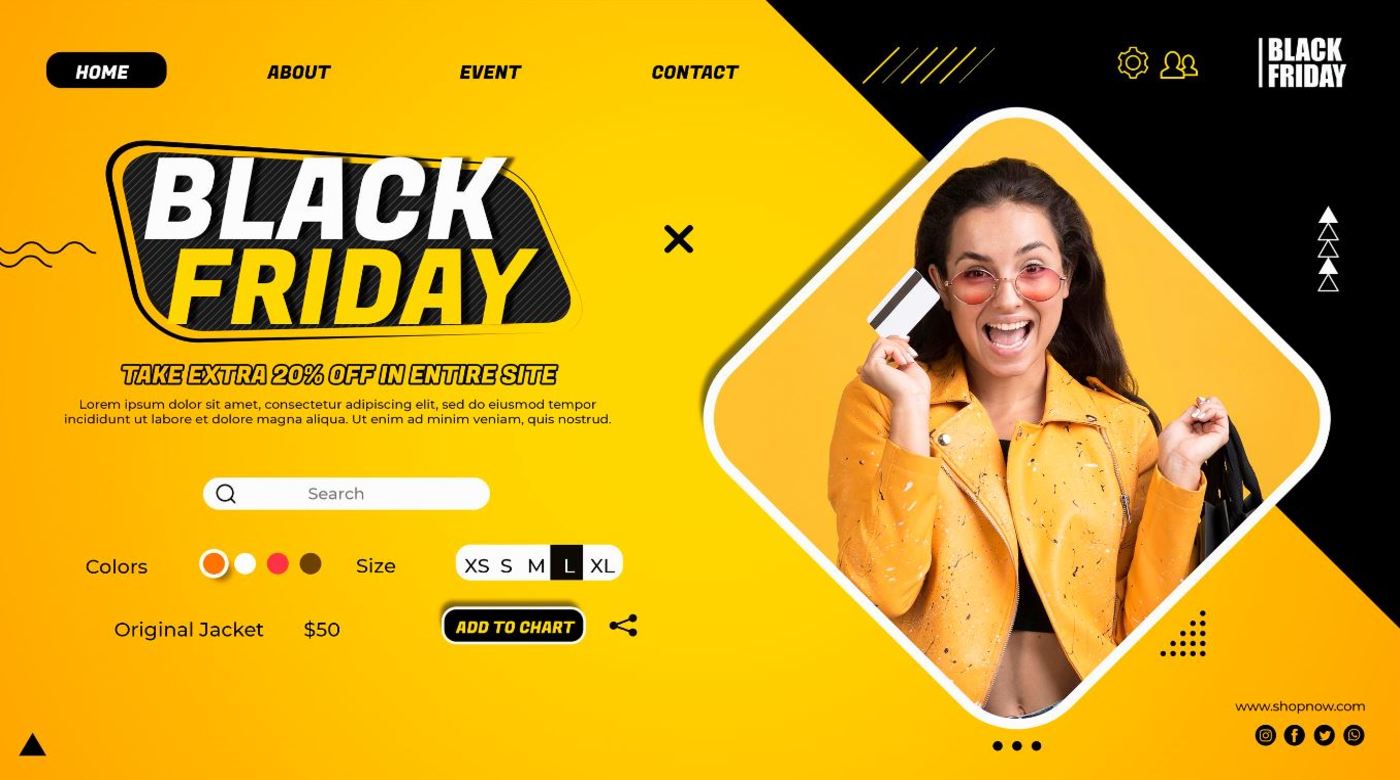 HOME
ABOUT
EVENT
CONTACT
BLACK
FRIDAY
BLACK
FRIDAY
TAKE EXTRA 20% OFF IN ENTIRE SITE
Lorem ipsum dolor sit amet, consectetur adipiscing elit, sed do eiusmod tempor
incididunt ut labore et dolore magna aliqua. Ut enim ad minim veniam, quis nostrud.
Search
Colors
Size
XS S M L XL
Original Jacket $50
ADD TO CHART
www.shopnow.com